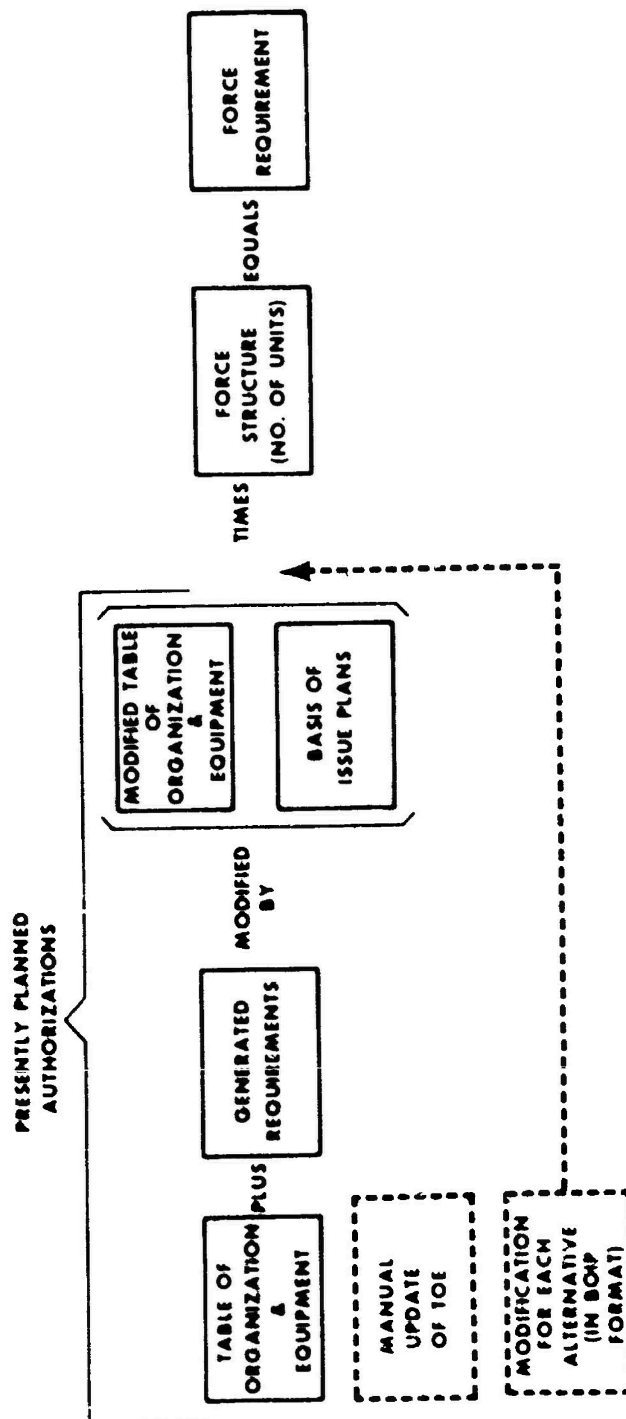 PRESENTLY PLANNED
AUTHORIZATIONS
TABLE OF
ORGANIZATION
&
EQUIPMENT
PLUS
GENERATED
REQUIREMENTS
MODIFIED
BY
MODIFIED TABLE
OF
ORGANIZATION
&
EQUIPMENT
BASIS OF
ISSUE PLANS
TIMES
FORCE
STRUCTURE
(NO. OF UNITS)
EQUALS
FORCE
REQUIREMENT
MANUAL
UPDATE
OF TOE
MODIFICATION
FOR EACH
ALTERNATIVE
(IN BOIP
FORMAT)